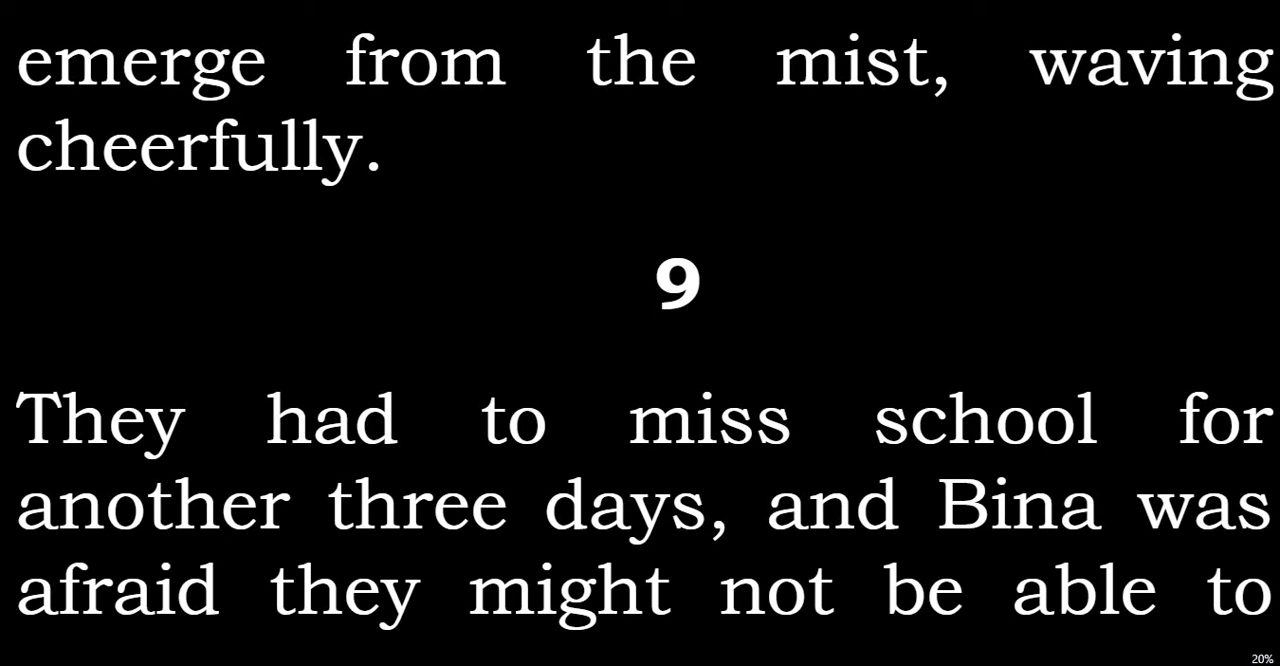 emerge from the mist, waving
cheerfully.
9
They had to miss school for
another three days, and Bina was
afraid they might not be able to
20%